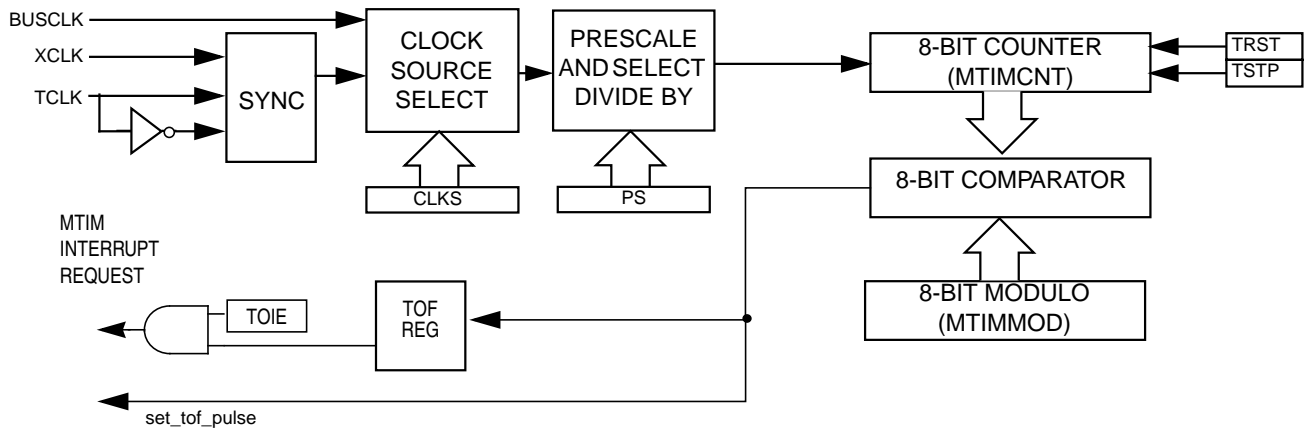 BUSCLK
XCLK
TCLK
SYNC
CLOCK
SOURCE
SELECT
PRESCALE
AND SELECT
DIVIDE BY
8-BIT COUNTER
(MTIMCNT)
TRST
TSTP
CLKS
PS
8-BIT COMPARATOR
MTIM
INTERRUPT
REQUEST
8-BIT MODULO
(MTIMMOD)
TOIE
TOF
REG
set_tof_pulse